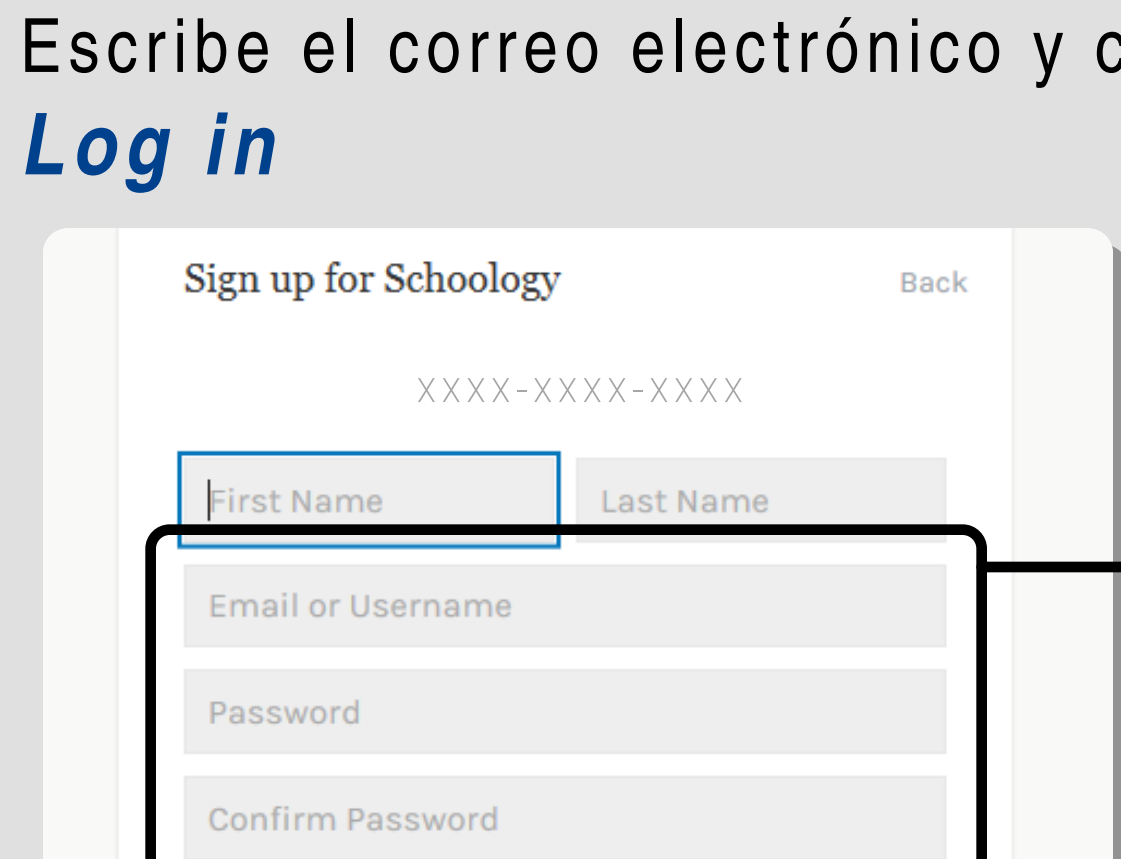 Escribe el correo electrónico y
Log in
Sign up for Schoology Back
XXXX-XXXX-XXXX
First Name Last Name
Email or Username
Password
Confirm Password